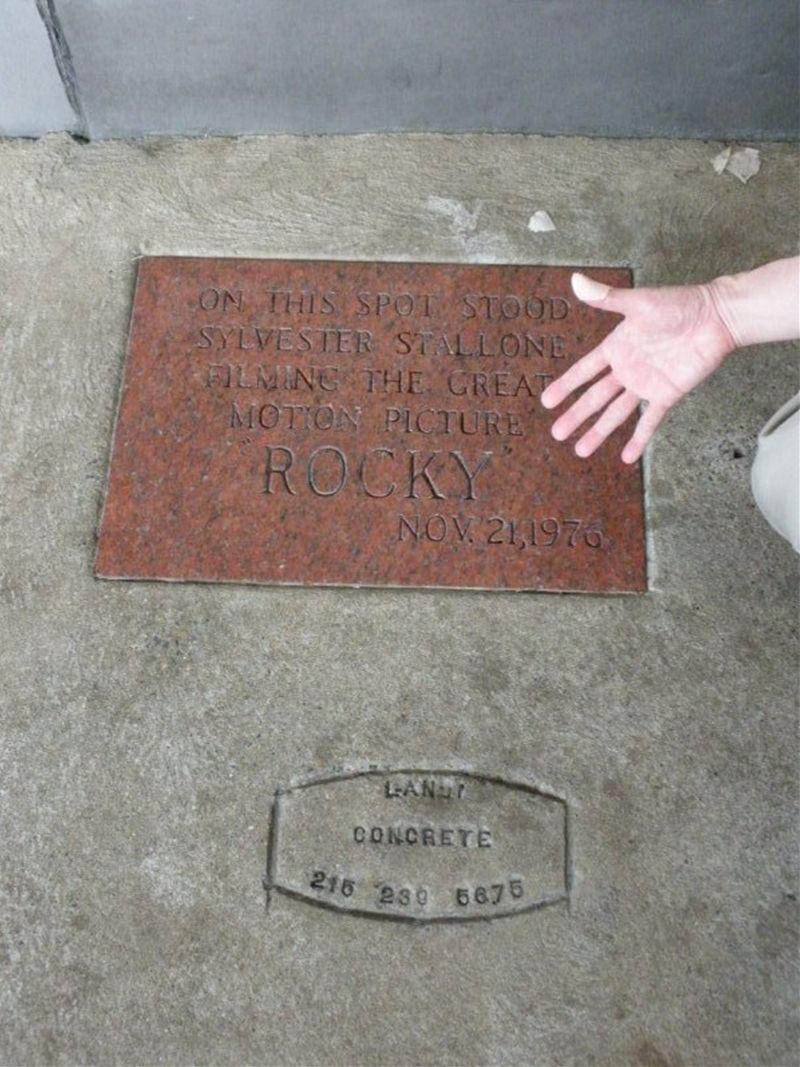 ON THIS SPOT STOOD
SYLVESTER STALLONE
FILMING THE GREAT
MOTION PICTURE
"ROCKY"
NOV. 21, 1976
CONCRETE
215 239 5675